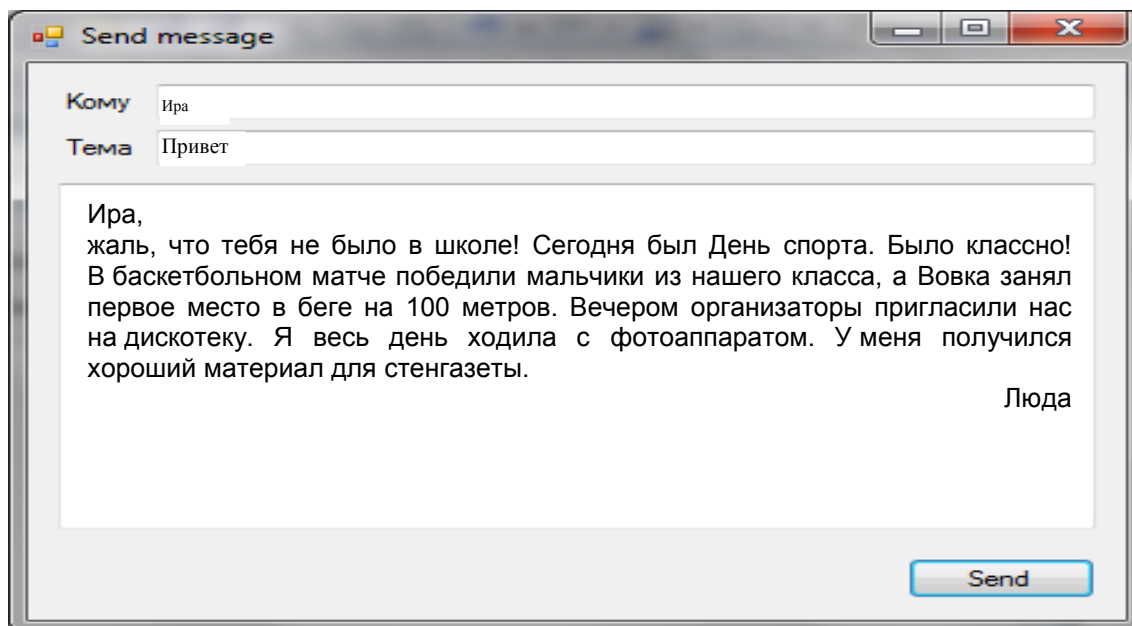 Send message
Кому Ира
Тема Привет
Ира,
жаль, что тебя не было в школе! Сегодня был День спорта. Было классно!
В баскетбольном матче победили мальчики из нашего класса, а Вовка занял
первое место в беге на 100 метров. Вечером организаторы пригласили нас
на дискотеку. Я весь день ходила с фотоаппаратом. У меня получился
хороший материал для стенгазеты.
Люда
Send